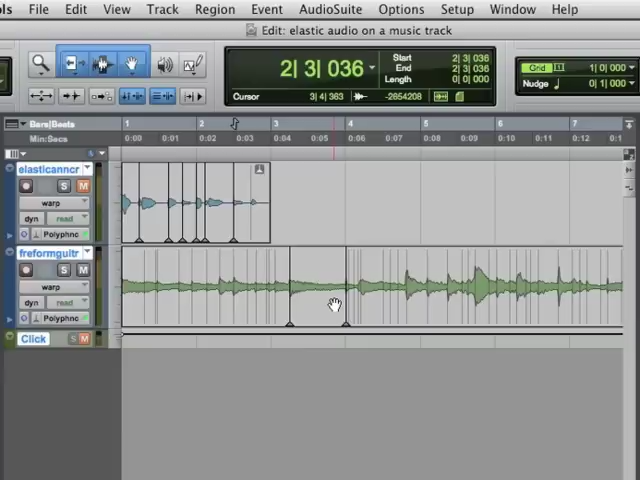 ols File Edit View Track Region Event AudioSuite Options Setup Window Help
Edit: elastic audio on a music track
2| 3| 036
Start 2| 3| 036
End 2| 3| 036
Length 0| 0| 000
Cursor 3| 4| 363 -2654208
Grid 1| 0| 000
Nudge 0| 1| 000
Bars|Beats 1 2 3 4 5 6 7
Min:Secs 0:00 0:01 0:02 0:03 0:04 0:05 0:06 0:07 0:08 0:09 0:10 0:11 0:12 0:1
elasticanncr
S M
warp
dyn read
Polyphnc
freformguitr
S M
warp
dyn read
Polyphnc
Click S M